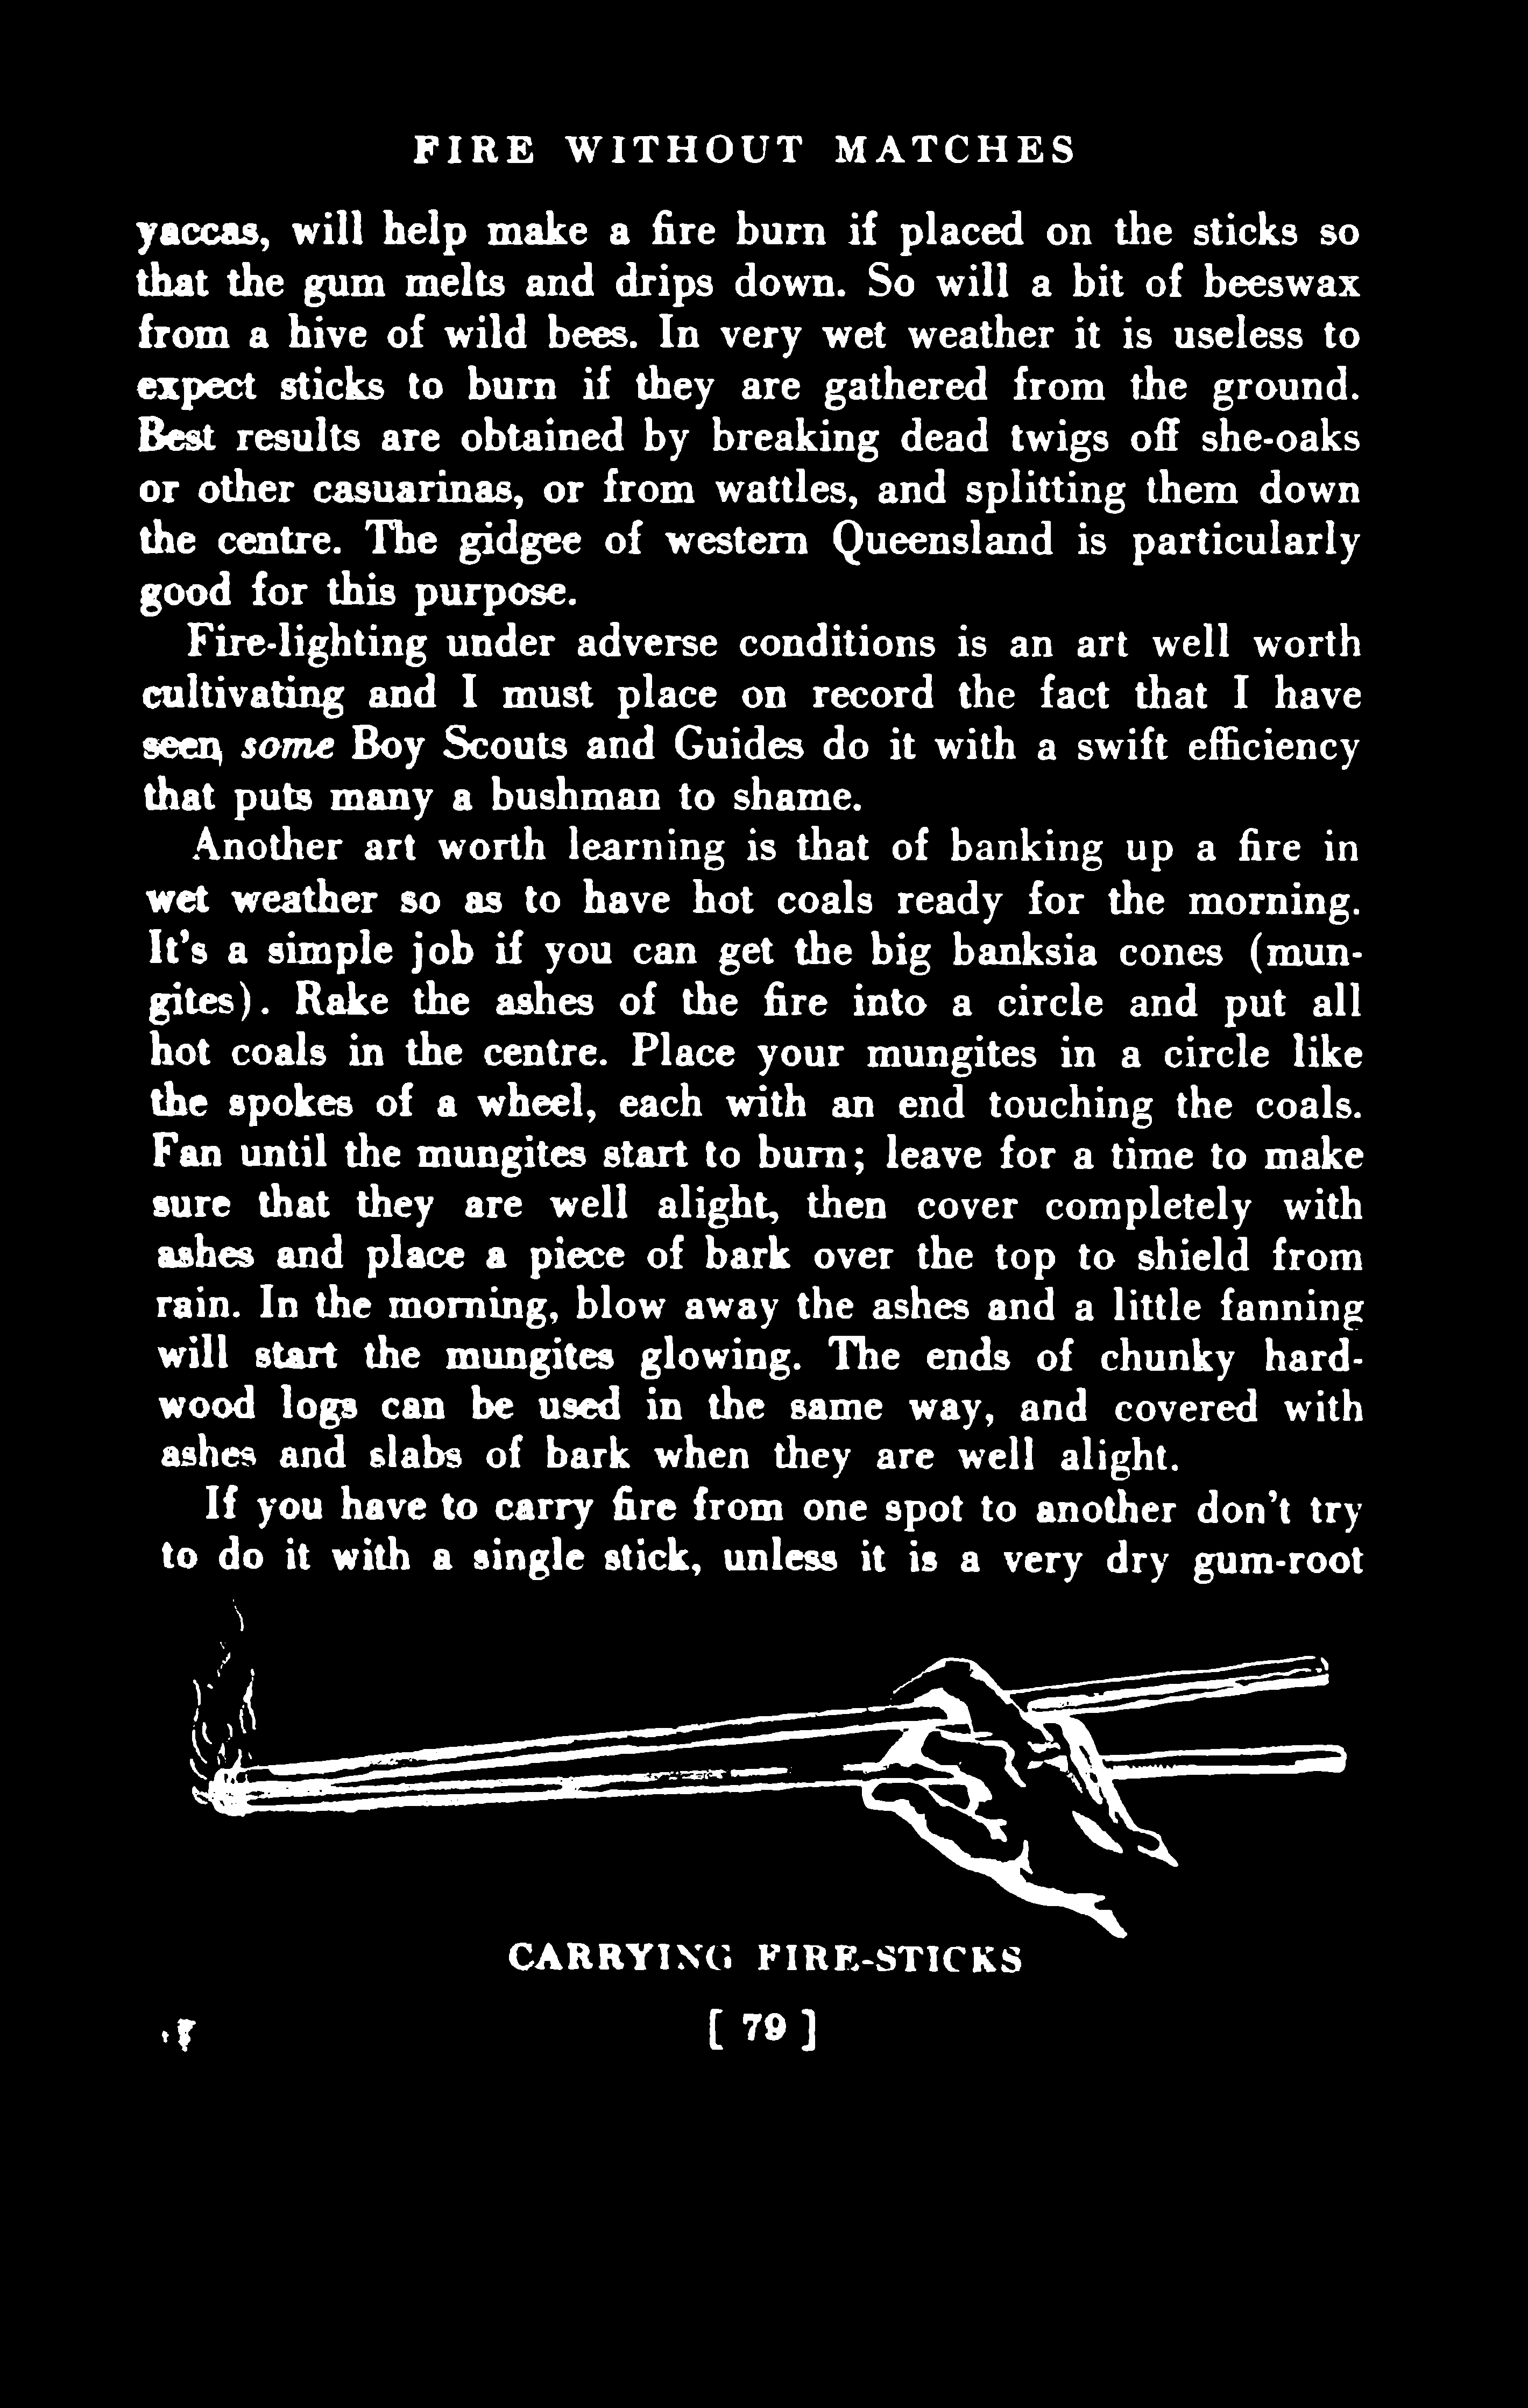 FIRE WITHOUT MATCHES
yaccas, will help make a fire burn if placed on the sticks so
that the gum melts and drips down. So will a bit of beeswax
from a hive of wild bees. In very wet weather it is useless to
expect sticks to burn if they are gathered from the ground.
Best results are obtained by breaking dead twigs off she-oaks
or other casuarinas, or from wattles, and splitting them down
the centre. The gidgee of western Queensland is particularly
good for this purpose.
Fire-lighting under adverse conditions is an art well worth
cultivating and I must place on record the fact that I have
seen some Boy Scouts and Guides do it with a swift efficiency
that puts many a bushman to shame.
Another art worth learning is that of banking up a fire in
wet weather so as to have hot coals ready for the morning.
It's a simple job if you can get the big banksia cones (mun-
gites). Rake the ashes of the fire into a circle and put all
hot coals in the centre. Place your mungites in a circle like
the spokes of a wheel, each with an end touching the coals.
Fan until the mungites start to burn; leave for a time to make
sure that they are well alight, then cover completely with
ashes and place a piece of bark over the top to shield from
rain. In the morning, blow away the ashes and a little fanning
will start the mungites glowing. The ends of chunky hard-
wood logs can be used in the same way, and covered with
ashes and slabs of bark when they are well alight.
If you have to carry fire from one spot to another don't try
to do it with a single stick, unless it is a very dry gum-root
CARRYING FIRE-STICKS
[ 79 ]